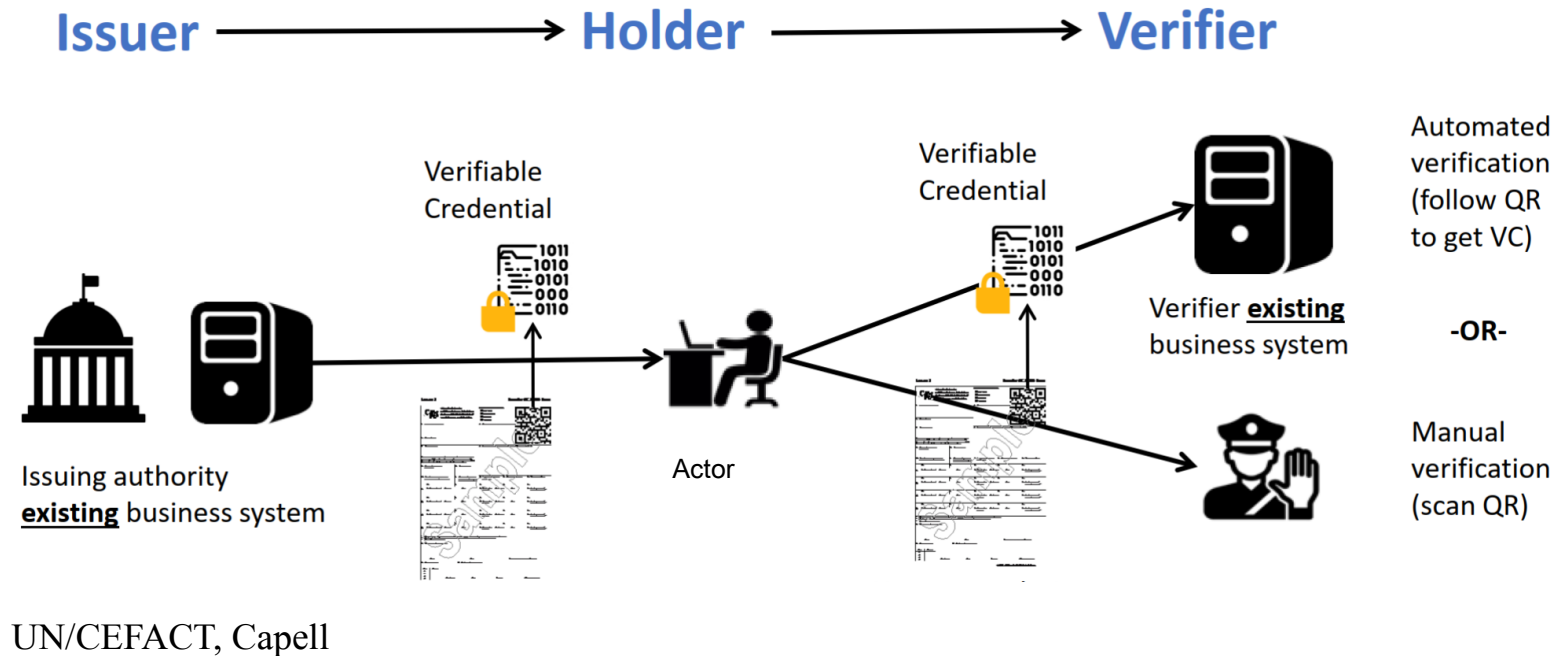 Issuer
Holder
Verifier
Verifiable
Credential
1011
1010
0101
000
0110
Verifiable
Credential
1011
1010
0101
000
0110
Automated
verification
(follow QR
to get VC)
Verifier existing
business system
-OR-
Issuing authority
existing business system
sample
Actor
sample
Manual
verification
(scan QR)
UN/CEFACT, Capell